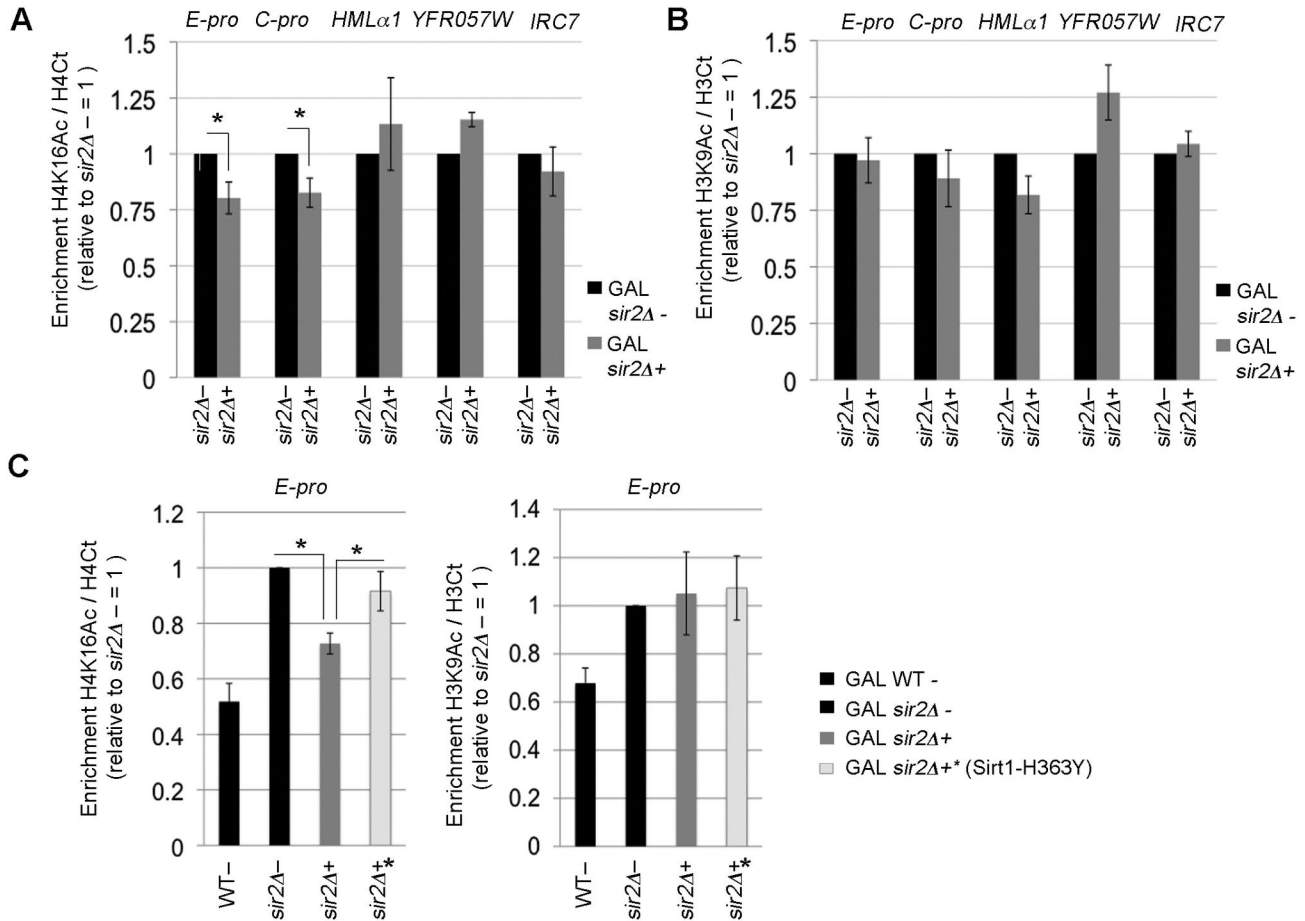 A
E-pro C-pro HMLα1 YFR057W IRC7
Enrichment H4K16Ac / H4Ct
(relative to sir2Δ – = 1 )
1.5
1.25
1
0.75
0.5
0.25
0
* *
GAL
sir2Δ -
GAL
sir2Δ+
sir2Δ– sir2Δ+ sir2Δ– sir2Δ+ sir2Δ– sir2Δ+ sir2Δ– sir2Δ+ sir2Δ– sir2Δ+
B
E-pro C-pro HMLα1 YFR057W IRC7
Enrichment H3K9Ac / H3Ct
(relative to sir2Δ – = 1 )
1.5
1.25
1
0.75
0.5
0.25
0
GAL
sir2Δ -
GAL
sir2Δ+
sir2Δ– sir2Δ+ sir2Δ– sir2Δ+ sir2Δ– sir2Δ+ sir2Δ– sir2Δ+ sir2Δ– sir2Δ+
C
E-pro
Enrichment H4K16Ac / H4Ct
(relative to sir2Δ – = 1 )
1.2
1
0.8
0.6
0.4
0.2
0
* *
WT– sir2Δ– sir2Δ+ sir2Δ+*
E-pro
Enrichment H3K9Ac / H3Ct
(relative to sir2Δ – = 1 )
1.4
1.2
1
0.8
0.6
0.4
0.2
0
WT– sir2Δ– sir2Δ+ sir2Δ+*
GAL WT -
GAL sir2Δ -
GAL sir2Δ+
GAL sir2Δ+* (Sirt1-H363Y)